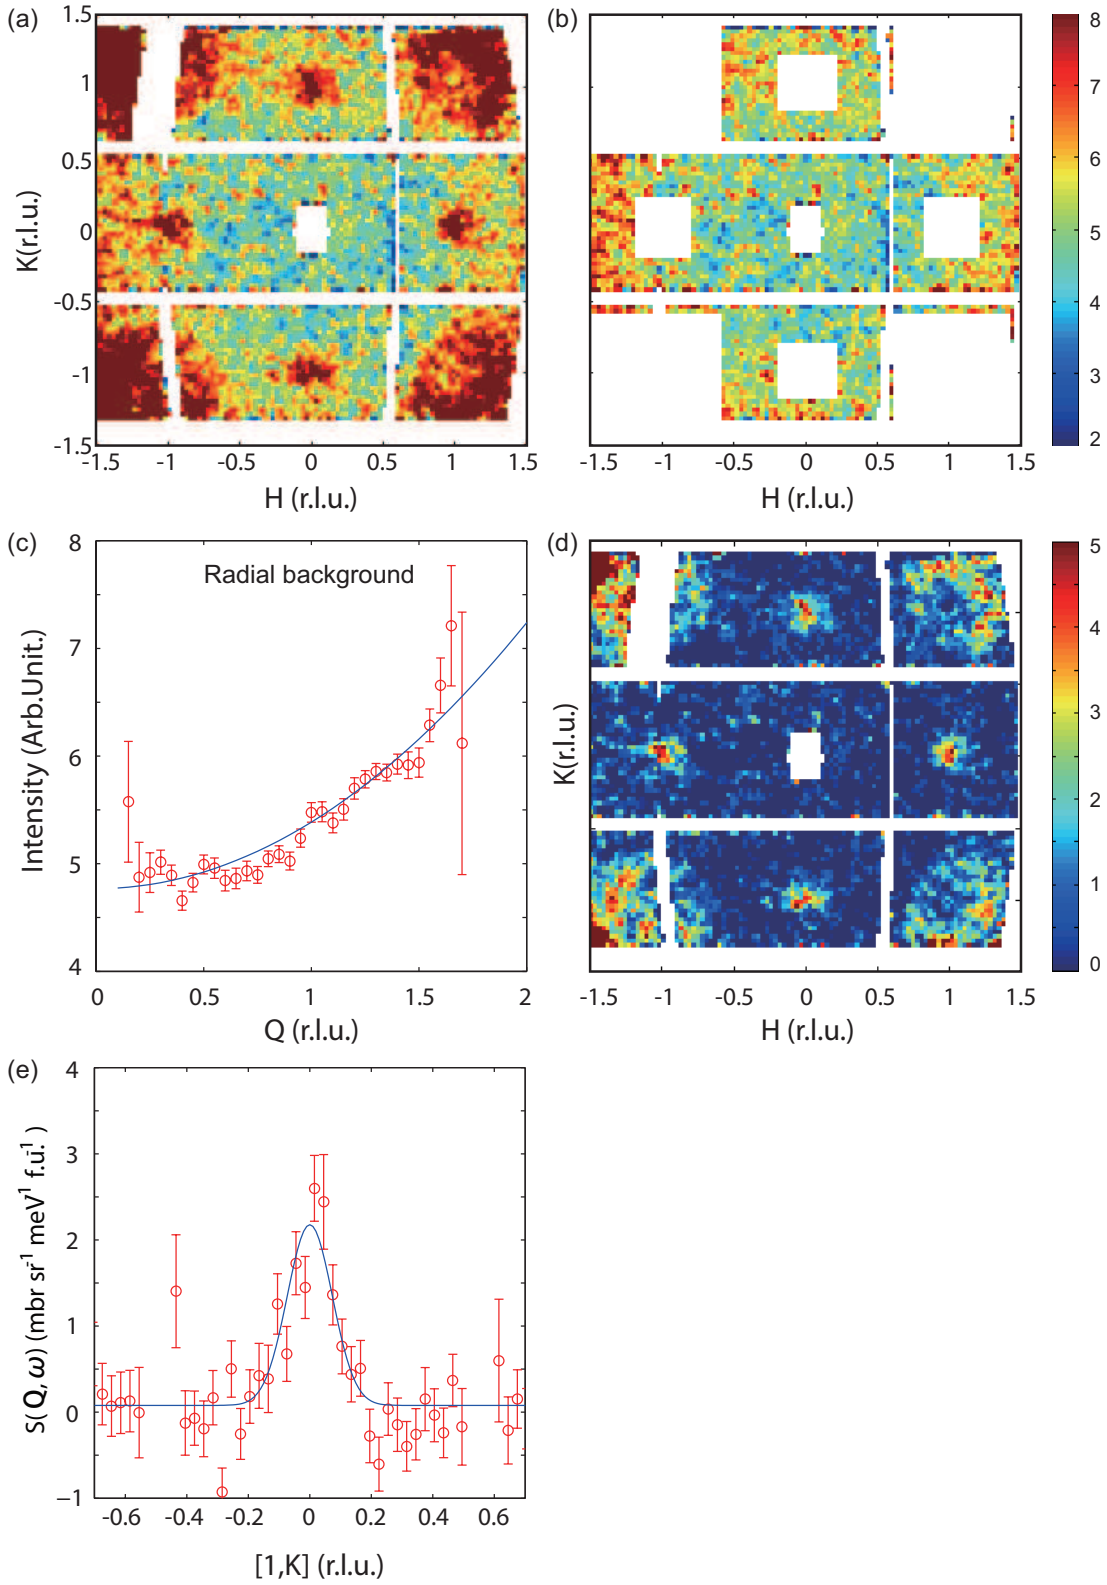 (a)
(b)
1.5
1
0.5
0
-0.5
-1
-1.5
K(r.l.u.)
-1.5 -1 -0.5 0 0.5 1 1.5
H (r.l.u.)
-1.5 -1 -0.5 0 0.5 1 1.5
H (r.l.u.)
8
7
6
5
4
3
2
(c)
8
7
6
5
4
Intensity (Arb.Unit.)
Radial background
0 0.5 1 1.5 2
Q (r.l.u.)
(d)
K(r.l.u.)
-1.5 -1 -0.5 0 0.5 1 1.5
H (r.l.u.)
5
4
3
2
1
0
(e)
4
3
2
1
0
−1
S(Q,ω) (mbr sr⁻¹ meV⁻¹ f.u.⁻¹)
-0.6 -0.4 -0.2 0 0.2 0.4 0.6
[1,K] (r.l.u.)